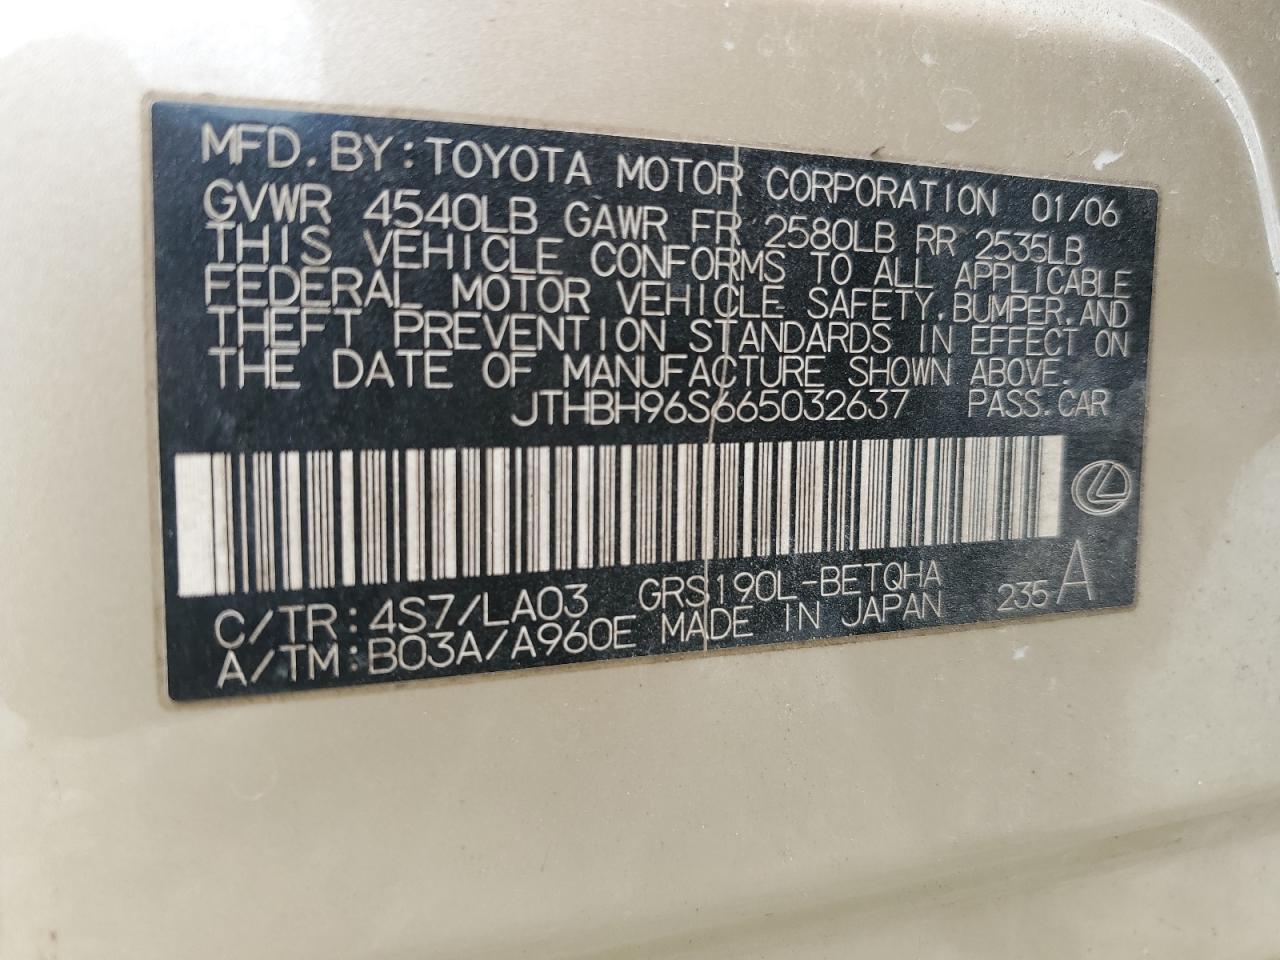 MFD. BY: TOYOTA MOTOR CORPORATION 01/06
GVWR 4540LB GAWR FR 2580LB RR 2535LB
THIS VEHICLE CONFORMS TO ALL APPLICABLE
FEDERAL MOTOR VEHICLE SAFETY, BUMPER, AND
THEFT PREVENTION STANDARDS IN EFFECT ON
THE DATE OF MANUFACTURE SHOWN ABOVE.
JTHBH96S665032637 PASS. CAR
C/TR: 4S7/LA03 GRS190L-BETQHA 235 A
A/TM: B03A/A960E MADE IN JAPAN